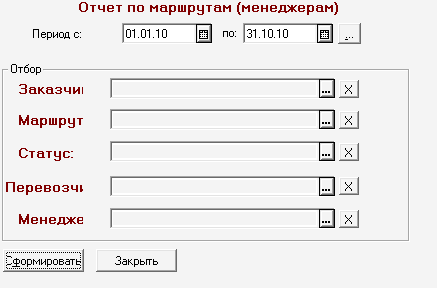 Отчет по маршрутам (менеджерам)
Период с: 01.01.10 по: 31.10.10 ...
Отбор
Заказчик ... X
Маршрут ... X
Статус: ... X
Перевозчи ... X
Менедже ... X
Сформировать Закрыть